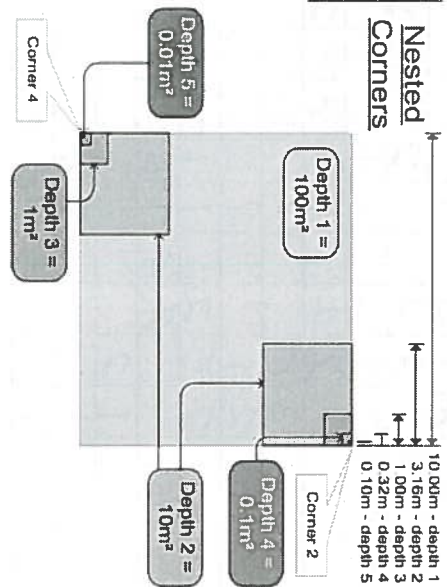 Nested
Corners
10.00m - depth 1
3.16m - depth 2
1.00m - depth 3
0.32m - depth 4
0.10m - depth 5
Depth 1 =
100m²
Corner 2
Depth 5 =
0.01m²
Corner 4
Depth 3 =
1m²
Depth 2 =
10m²
Depth 4 =
0.1m²